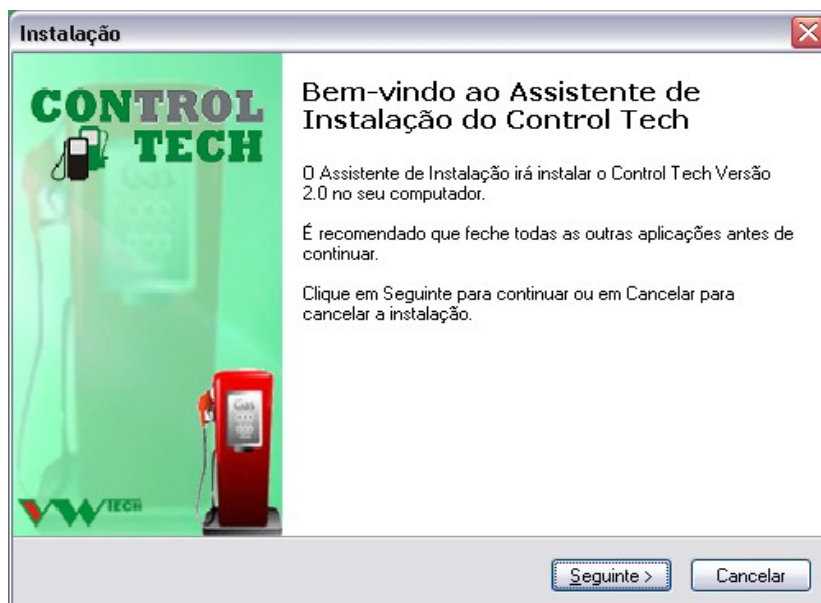 Instalação
CONTROL
TECH
Bem-vindo ao Assistente de
Instalação do Control Tech
O Assistente de Instalação irá instalar o Control Tech Versão
2.0 no seu computador.
É recomendado que feche todas as outras aplicações antes de
continuar.
Clique em Seguinte para continuar ou em Cancelar para
cancelar a instalação.
Gas
VW TECH
Seguinte >
Cancelar